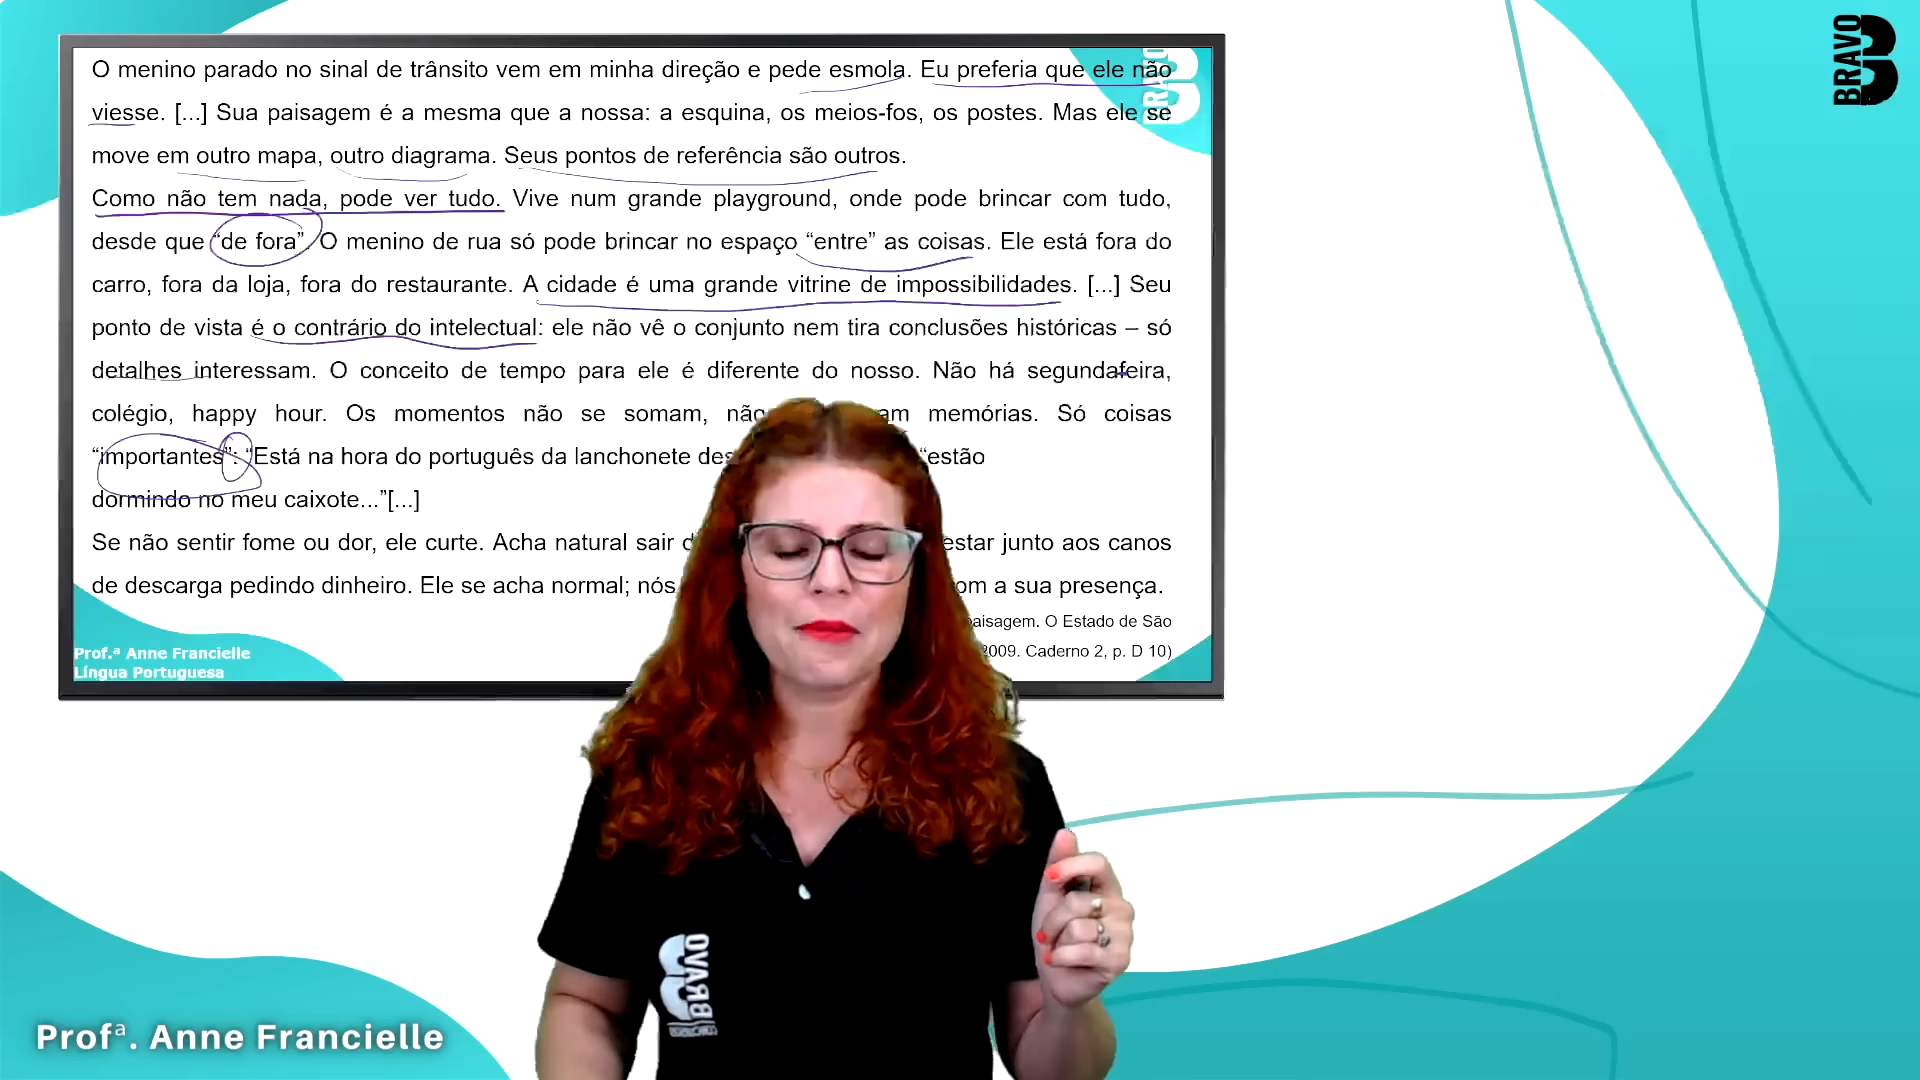 O menino parado no sinal de trânsito vem em minha direção e pede esmola. Eu preferia que ele não
viesse. [...] Sua paisagem é a mesma que a nossa: a esquina, os meios-fos, os postes. Mas ele se
move em outro mapa, outro diagrama. Seus pontos de referência são outros.
Como não tem nada, pode ver tudo. Vive num grande playground, onde pode brincar com tudo,
desde que “de fora”. O menino de rua só pode brincar no espaço “entre” as coisas. Ele está fora do
carro, fora da loja, fora do restaurante. A cidade é uma grande vitrine de impossibilidades. [...] Seu
ponto de vista é o contrário do intelectual: ele não vê o conjunto nem tira conclusões históricas – só
detalhes interessam. O conceito de tempo para ele é diferente do nosso. Não há segundafeira,
colégio, happy hour. Os momentos não se somam, não memórias. Só coisas
“importantes”: “Está na hora do português da lanchonete “estão
dormindo no meu caixote...”[...]
Se não sentir fome ou dor, ele curte. Acha natural sair estar junto aos canos
de descarga pedindo dinheiro. Ele se acha normal; nós a sua presença.
paisagem. O Estado de São
2009. Caderno 2, p. D 10)
Prof.ª Anne Francielle
Língua Portuguesa
BRAVO
BRAVO
BRAVO
Profª. Anne Francielle